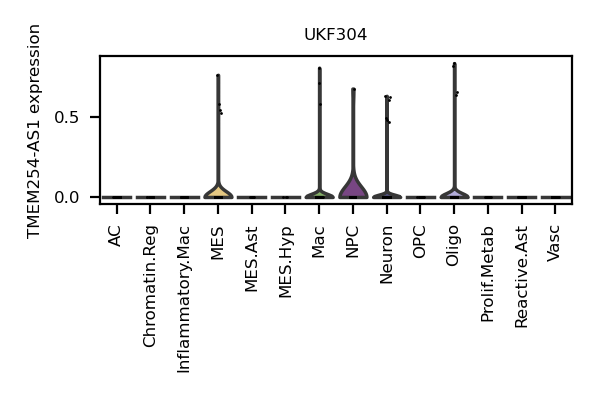 UKF304
TMEM254-AS1 expression
0.5
0.0
AC
Chromatin.Reg
Inflammatory.Mac
MES
MES.Ast
MES.Hyp
Mac
NPC
Neuron
OPC
Oligo
Prolif.Metab
Reactive.Ast
Vasc